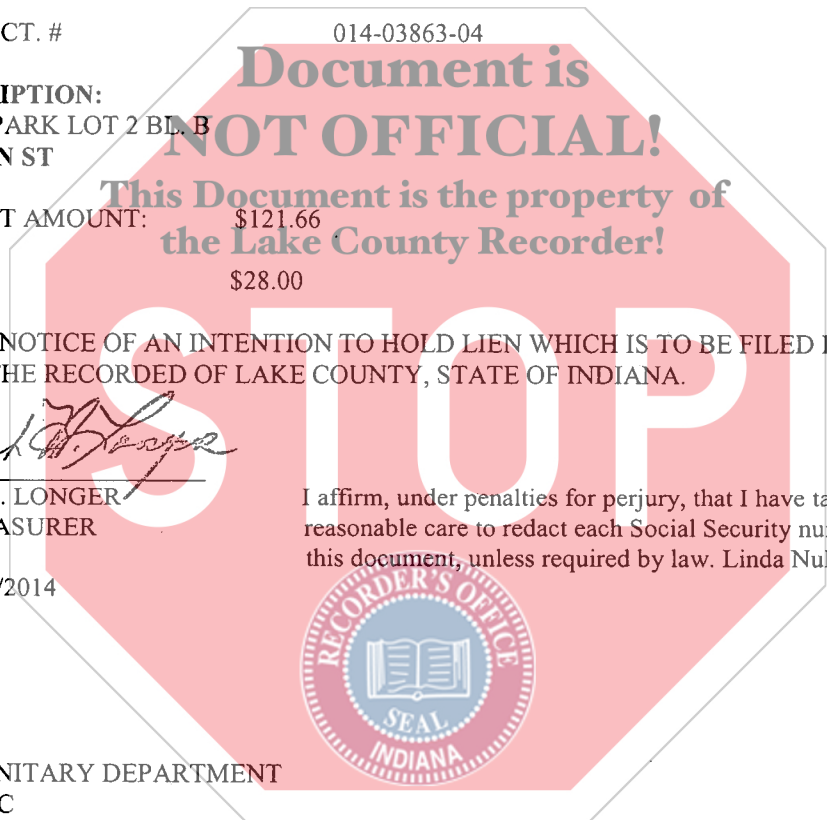 CT. # 014-03863-04
Document is
IPTION:
PARK LOT 2 BL. B
NOT OFFICIAL!
N ST
This Document is the property of
T AMOUNT: $121.66
the Lake County Recorder!
$28.00
STOP
NOTICE OF AN INTENTION TO HOLD LIEN WHICH IS TO BE FILED
THE RECORDED OF LAKE COUNTY, STATE OF INDIANA.
. LONGER
ASURER
I affirm, under penalties for perjury, that I have ta
reasonable care to redact each Social Security nu
this document, unless required by law. Linda Nu
/2014
RECORDER'S OFFICE
SEAL
INDIANA
NITARY DEPARTMENT
C